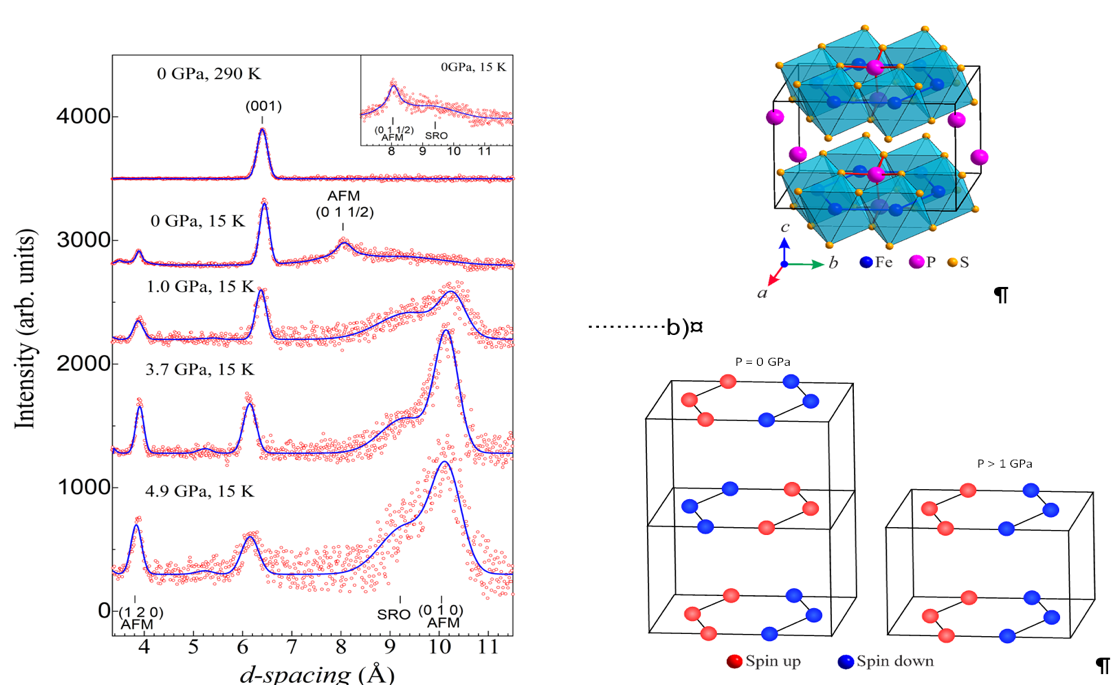 0 GPa, 290 K
(001)
0GPa, 15 K
(0 1 1/2)
AFM
SRO
8 9 10 11
4000
0 GPa, 15 K
AFM
(0 1 1/2)
3000
1.0 GPa, 15 K
2000
3.7 GPa, 15 K
1000
4.9 GPa, 15 K
0
(1 2 0)
AFM
SRO
(0 1 0)
AFM
4 5 6 7 8 9 10 11
Intensity (arb. units)
d-spacing (Å)
c
b
a
Fe P S
¶
...........b)¤
P = 0 GPa
P > 1 GPa
Spin up Spin down
¶